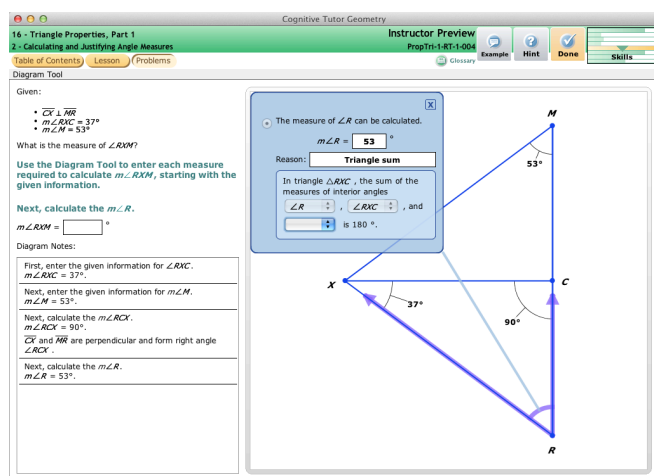 Cognitive Tutor Geometry
16 - Triangle Properties, Part 1
2 - Calculating and Justifying Angle Measures
Instructor Preview
PropTri-1-RT-1-004
Table of Contents
Lesson
Problems
Glossary
Example
Hint
Done
Skills
Diagram Tool
Given:
• CX ⊥ MR
• m∠RXC = 37°
• m∠M = 53°
What is the measure of ∠RXM?
Use the Diagram Tool to enter each measure
required to calculate m∠RXM, starting with the
given information.
Next, calculate the m∠R.
m∠RXM = °
Diagram Notes:
First, enter the given information for ∠RXC.
m∠RXC = 37°.
Next, enter the given information for m∠M.
m∠M = 53°.
Next, calculate the m∠RCX.
m∠RCX = 90°.
CX and MR are perpendicular and form right angle
∠RCX .
Next, calculate the m∠R.
m∠R = 53°.
X
The measure of ∠R can be calculated.
m∠R = 53 °
Reason: Triangle sum
In triangle △RXC , the sum of the
measures of interior angles
∠R , ∠RXC , and
is 180 °.
M
53°
X
C
37°
90°
R